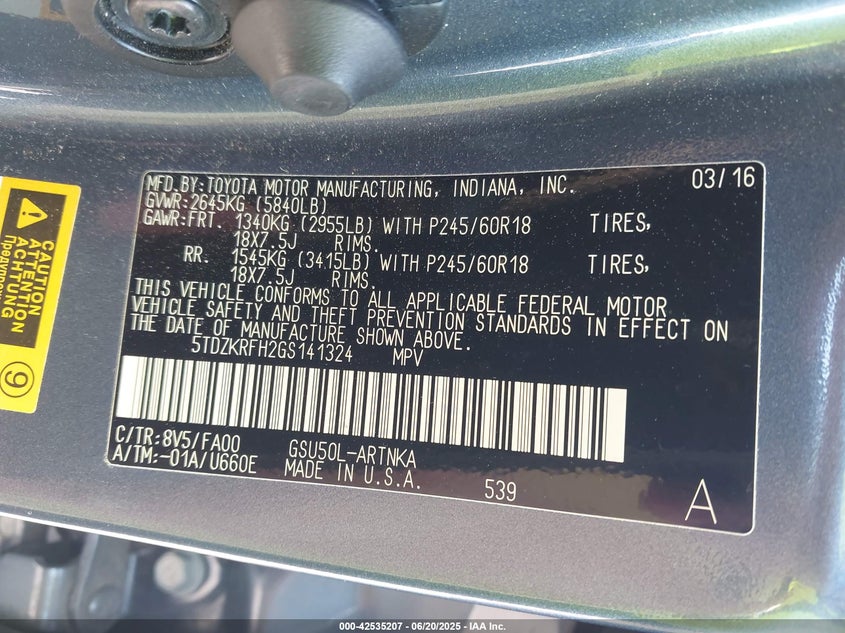 MFD.BY:TOYOTA MOTOR MANUFACTURING, INDIANA, INC. 03/16
GVWR:2645KG (5840LB)
GAWR:FRT. 1340KG (2955LB) WITH P245/60R18 TIRES,
18X7.5J RIMS.
RR. 1545KG (3415LB) WITH P245/60R18 TIRES,
18X7.5J RIMS.
THIS VEHICLE CONFORMS TO ALL APPLICABLE FEDERAL MOTOR
VEHICLE SAFETY AND THEFT PREVENTION STANDARDS IN EFFECT ON
THE DATE OF MANUFACTURE SHOWN ABOVE.
5TDZKRFH2GS141324 MPV
C/TR:8V5/FA00 GSU50L-ARTNKA
A/TM:-01A/U660E MADE IN U.S.A. 539
A
CAUTION
ATTENTION
ACHTUNG
9
000-42535207 - 06/20/2025 - IAA Inc.